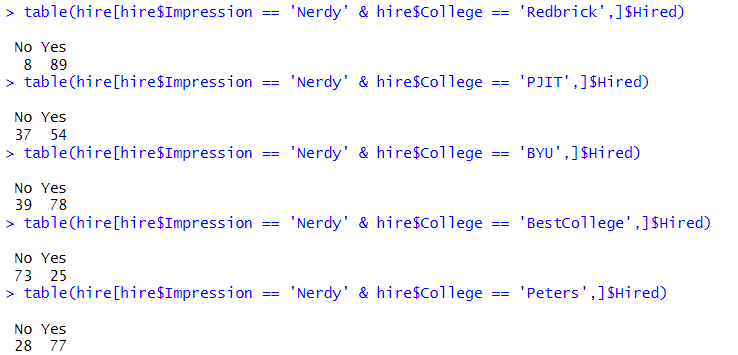 > table(hire[hire$Impression == 'Nerdy' & hire$College == 'Redbrick',]$Hired)
No Yes
8 89
> table(hire[hire$Impression == 'Nerdy' & hire$College == 'PJIT',]$Hired)
No Yes
37 54
> table(hire[hire$Impression == 'Nerdy' & hire$College == 'BYU',]$Hired)
No Yes
39 78
> table(hire[hire$Impression == 'Nerdy' & hire$College == 'BestCollege',]$Hired)
No Yes
73 25
> table(hire[hire$Impression == 'Nerdy' & hire$College == 'Peters',]$Hired)
No Yes
28 77